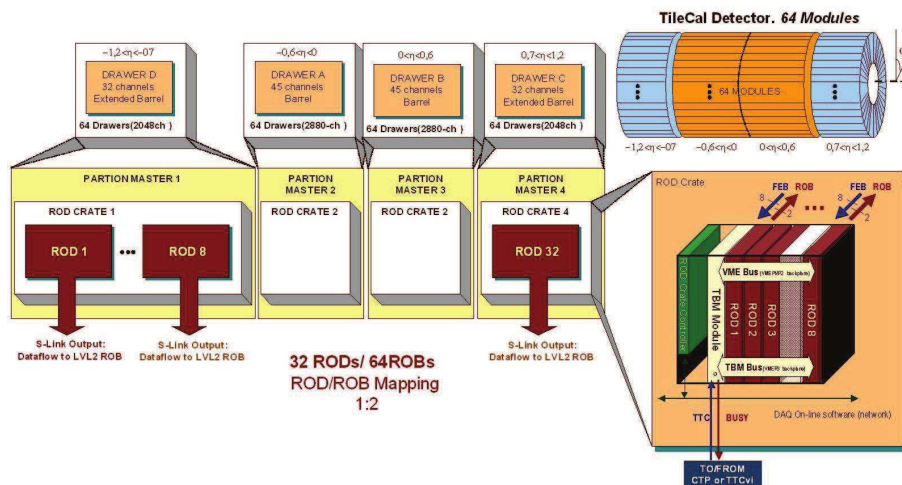 TileCal Detector. 64 Modules
−1,2<η<−07
DRAWER D
32 channels
Extended Barrel
64 Drawers(2048ch )
−0,6<η<0
DRAWER A
45 channels
Barrel
64 Drawers(2880-ch)
0<η<0,6
DRAWER B
45 channels
Barrel
64 Drawers(2880-ch)
0,7<η<1,2
DRAWER C
32 channels
Extended Barrel
64 Drawers(2048ch )
64 MODULES
−1,2<η<−07
−0,6<η<0
0<η<0,6
0,7<η<1,2
PARTION MASTER 1
ROD CRATE 1
ROD 1
•••
ROD 8
PARTION
MASTER 2
ROD CRATE 2
PARTION
MASTER 3
ROD CRATE 2
PARTION
MASTER 4
ROD CRATE 4
ROD 32
S-Link Output:
Dataflow to LVL2 ROB
S-Link Output:
Dataflow to LVL2 ROB
S-Link Output:
Dataflow to LVL2 ROB
32 RODs/ 64ROBs
ROD/ROB Mapping
1:2
ROD Crate
FEB
ROB
8
2
•••
FEB
ROB
8
2
ROD Crate Controller
TBM Module
VME Bus (VME P1/P2 backplane)
ROD 1
ROD 2
ROD 3
ROD 8
TBM Bus (VME P3 backplane)
DAQ On-line software (network)
TTC
BUSY
TO/FROM
CTP or TTCvi